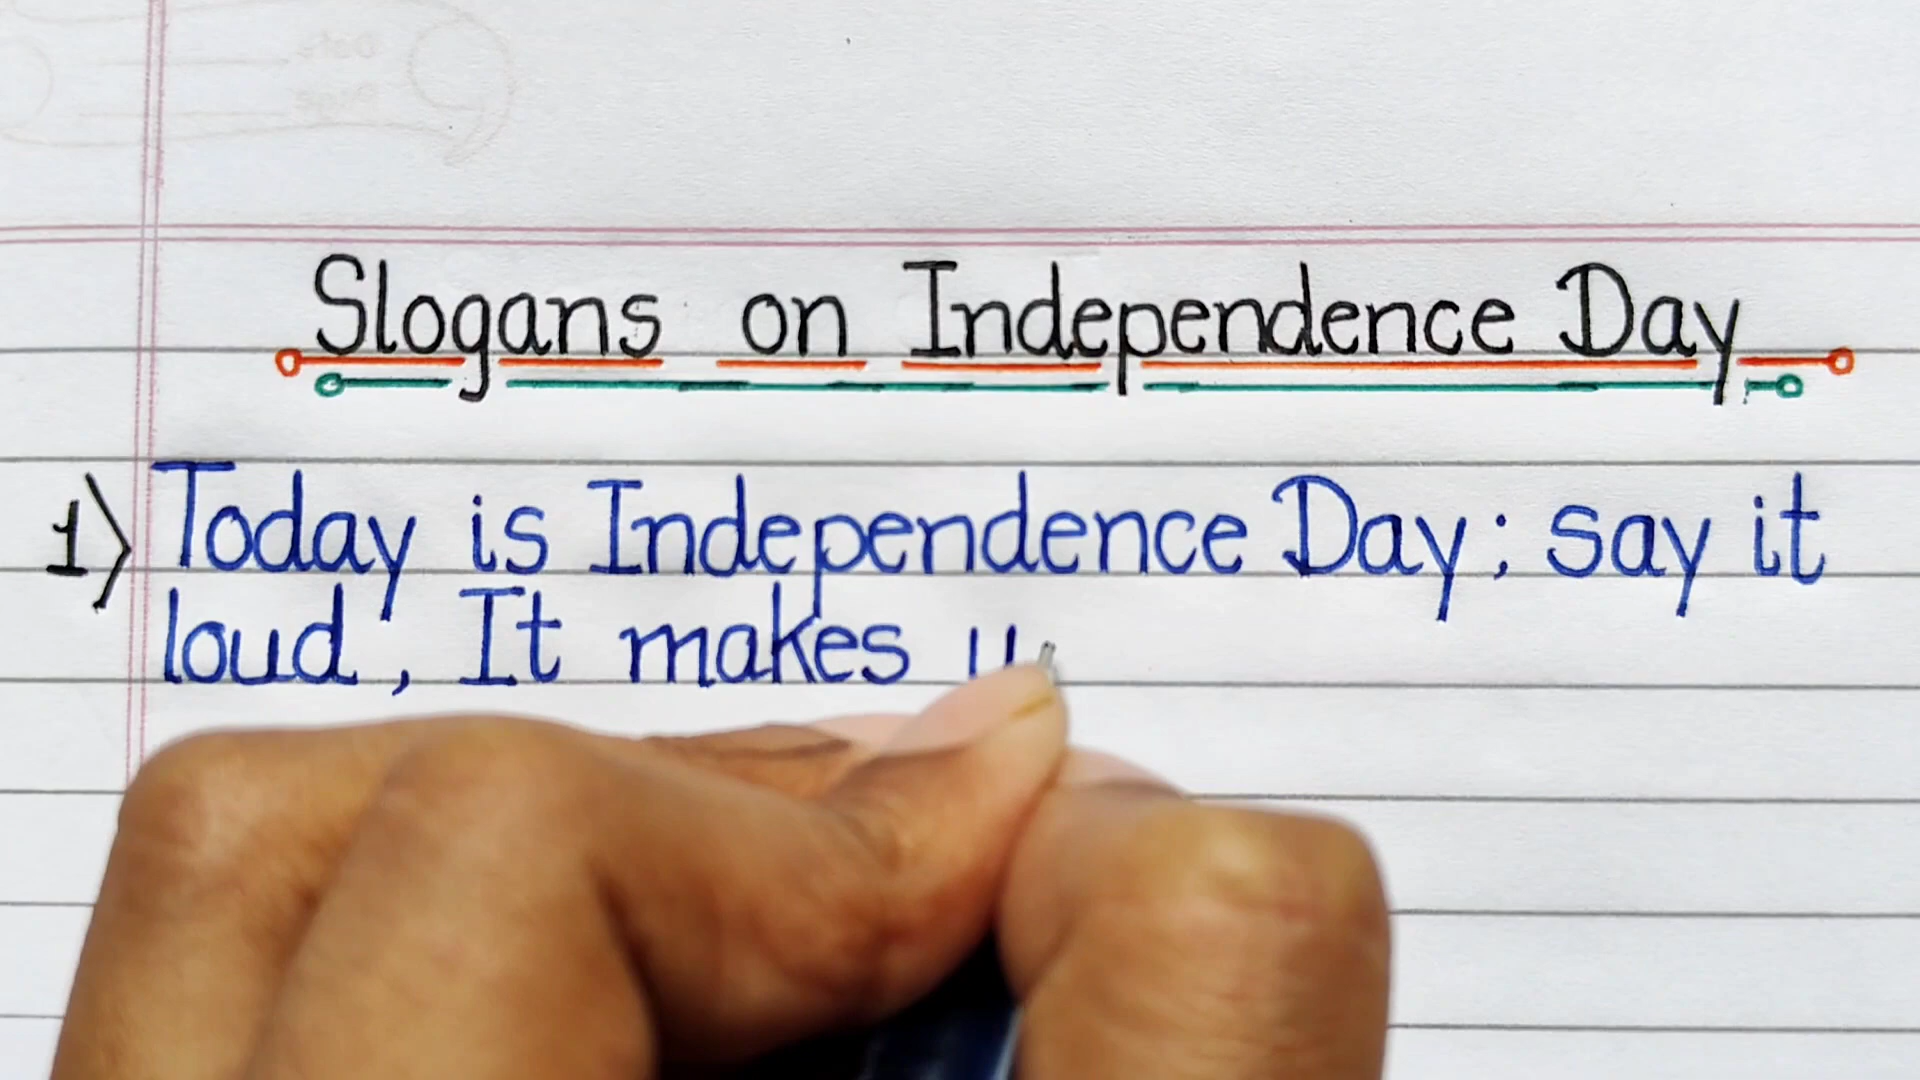 Slogans on Independence Day
1) Today is Independence Day; say it
loud, It makes u